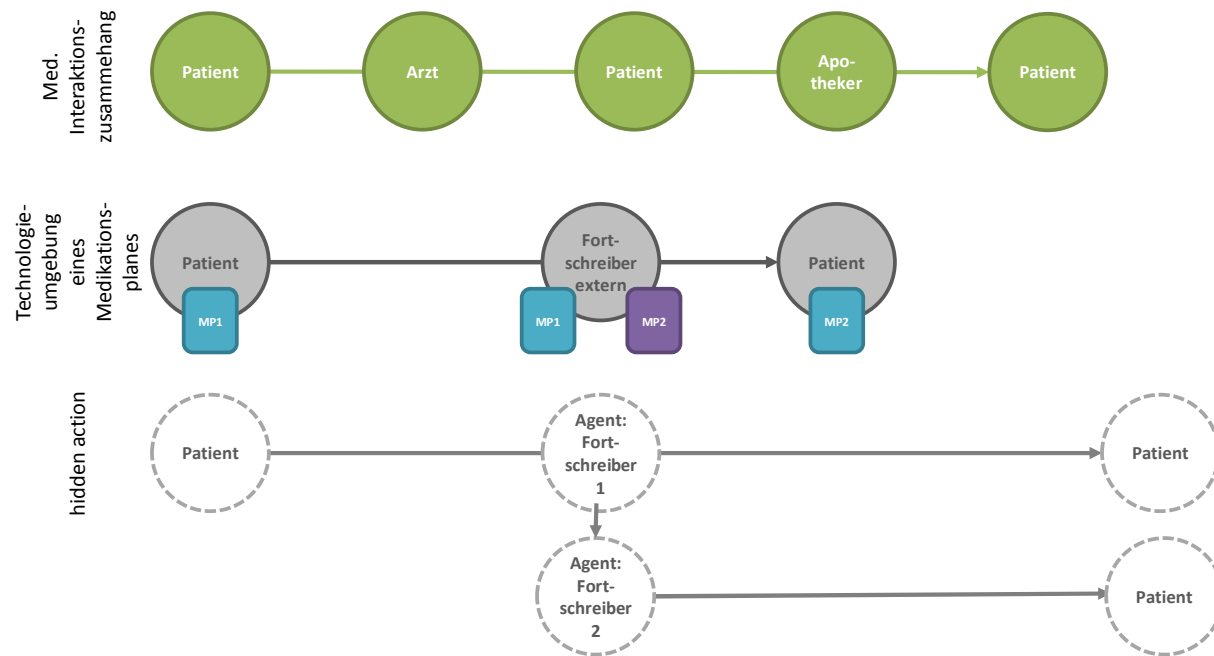 Med.
Interaktions-
zusammehang
Patient
Arzt
Patient
Apo-
theker
Patient
Technologie-
umgebung
eines
Medikations-
planes
Patient
MP1
Fort-
schreiber
extern
MP1
MP2
Patient
MP2
hidden action
Patient
Agent:
Fort-
schreiber
1
Patient
Agent:
Fort-
schreiber
2
Patient